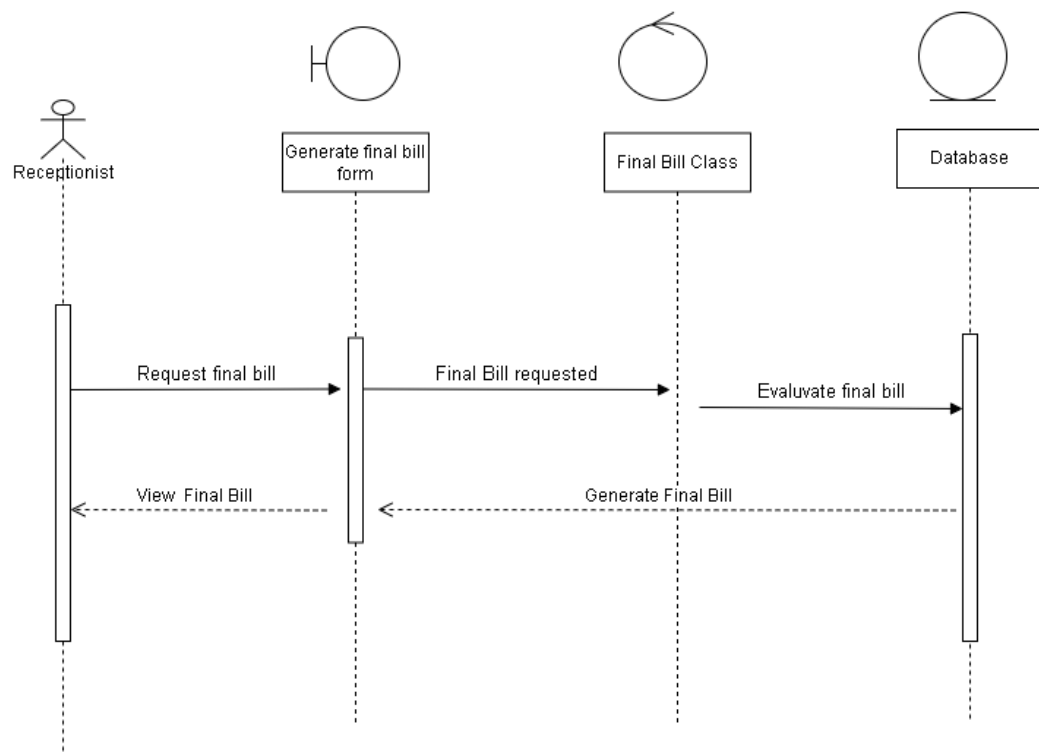 Receptionist
Generate final bill
form
Final Bill Class
Database
Request final bill
Final Bill requested
Evaluvate final bill
View Final Bill
Generate Final Bill